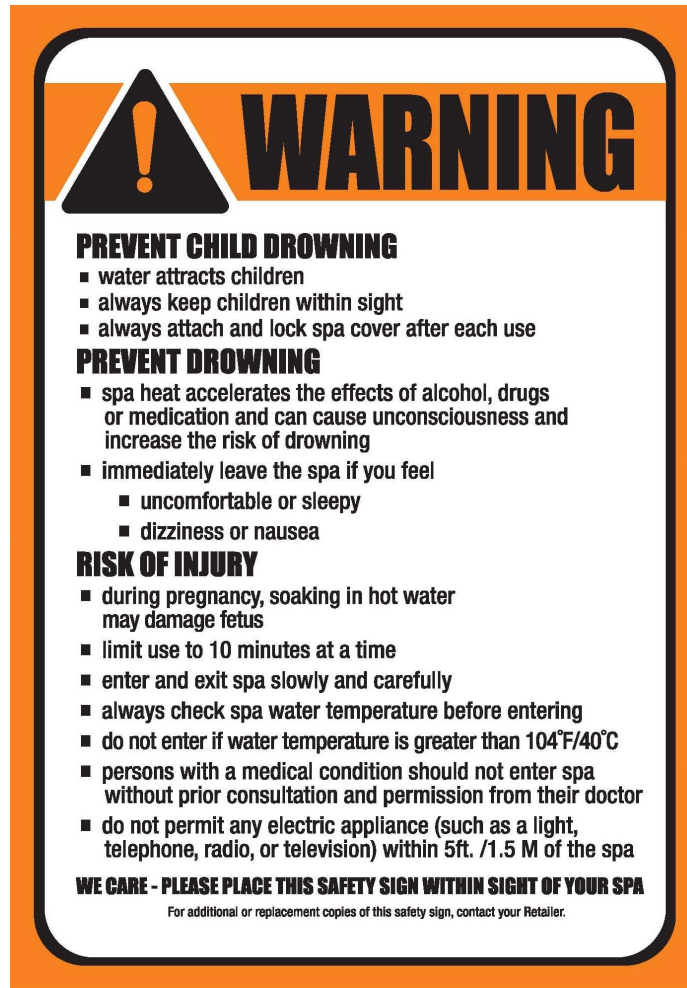 WARNING
PREVENT CHILD DROWNING
▪ water attracts children
▪ always keep children within sight
▪ always attach and lock spa cover after each use
PREVENT DROWNING
▪ spa heat accelerates the effects of alcohol, drugs
or medication and can cause unconsciousness and
increase the risk of drowning
▪ immediately leave the spa if you feel
▪ uncomfortable or sleepy
▪ dizziness or nausea
RISK OF INJURY
▪ during pregnancy, soaking in hot water
may damage fetus
▪ limit use to 10 minutes at a time
▪ enter and exit spa slowly and carefully
▪ always check spa water temperature before entering
▪ do not enter if water temperature is greater than 104°F/40°C
▪ persons with a medical condition should not enter spa
without prior consultation and permission from their doctor
▪ do not permit any electric appliance (such as a light,
telephone, radio, or television) within 5ft. /1.5 M of the spa
WE CARE - PLEASE PLACE THIS SAFETY SIGN WITHIN SIGHT OF YOUR SPA
For additional or replacement copies of this safety sign, contact your Retailer.